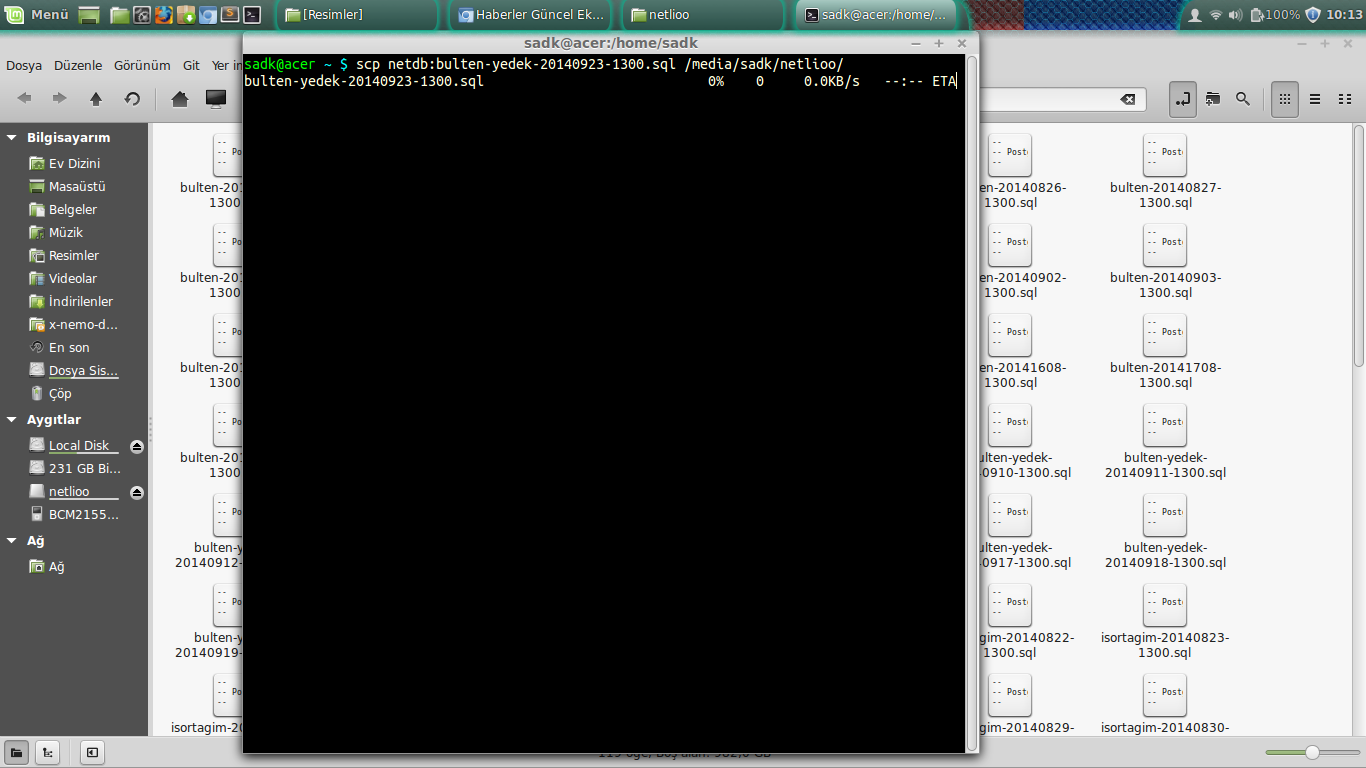 Menü
[Resimler]
Haberler Güncel Ek...
netlioo
sadk@acer:/home/...
100%
10:13
sadk@acer:/home/sadk
Dosya Düzenle Görünüm Git Yer im
sadk@acer ~ $ scp netdb:bulten-yedek-20140923-1300.sql /media/sadk/netlioo/
bulten-yedek-20140923-1300.sql 0% 0 0.0KB/s --:-- ETA
Bilgisayarım
Ev Dizini
Masaüstü
Belgeler
Müzik
Resimler
Videolar
İndirilenler
x-nemo-d...
En son
Dosya Sis...
Çöp
Aygıtlar
Local Disk
231 GB Bi...
netlioo
BCM2155...
Ağ
Ağ
bulten-201
1300
en-20140826-
1300.sql
bulten-20140827-
1300.sql
bulten-201
1300
en-20140902-
1300.sql
bulten-20140903-
1300.sql
bulten-201
1300
en-20141608-
1300.sql
bulten-20141708-
1300.sql
bulten-201
1300
ulten-yedek-
40910-1300.sql
bulten-yedek-
20140911-1300.sql
bulten-y
20140912-
ulten-yedek-
40917-1300.sql
bulten-yedek-
20140918-1300.sql
bulten-y
20140919-
gim-20140822-
1300.sql
isortagim-20140823-
1300.sql
isortagim-20
gim-20140829-
isortagim-20140830-